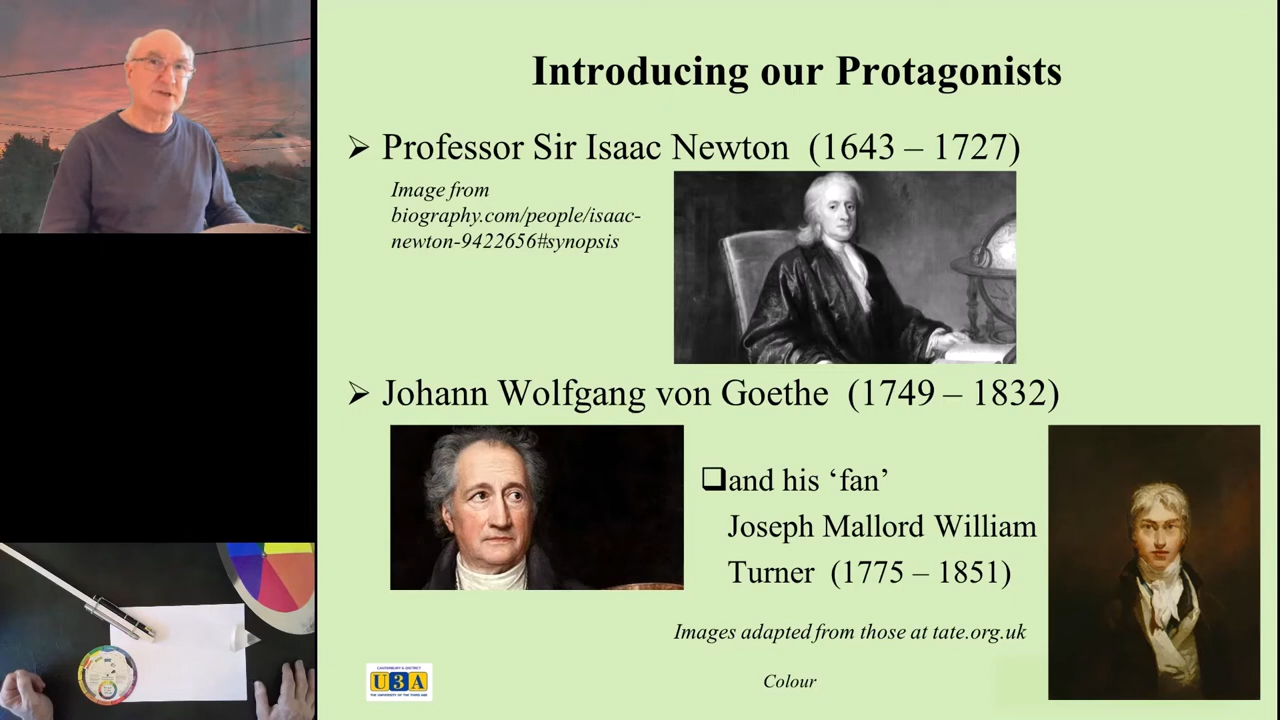 Introducing our Protagonists
➢ Professor Sir Isaac Newton (1643 – 1727)
Image from
biography.com/people/isaac-
newton-9422656#synopsis
➢ Johann Wolfgang von Goethe (1749 – 1832)
❑and his ‘fan’
Joseph Mallord William
Turner (1775 – 1851)
Images adapted from those at tate.org.uk
CANTERBURY & DISTRICT
U3A
THE UNIVERSITY OF THE THIRD AGE
Colour